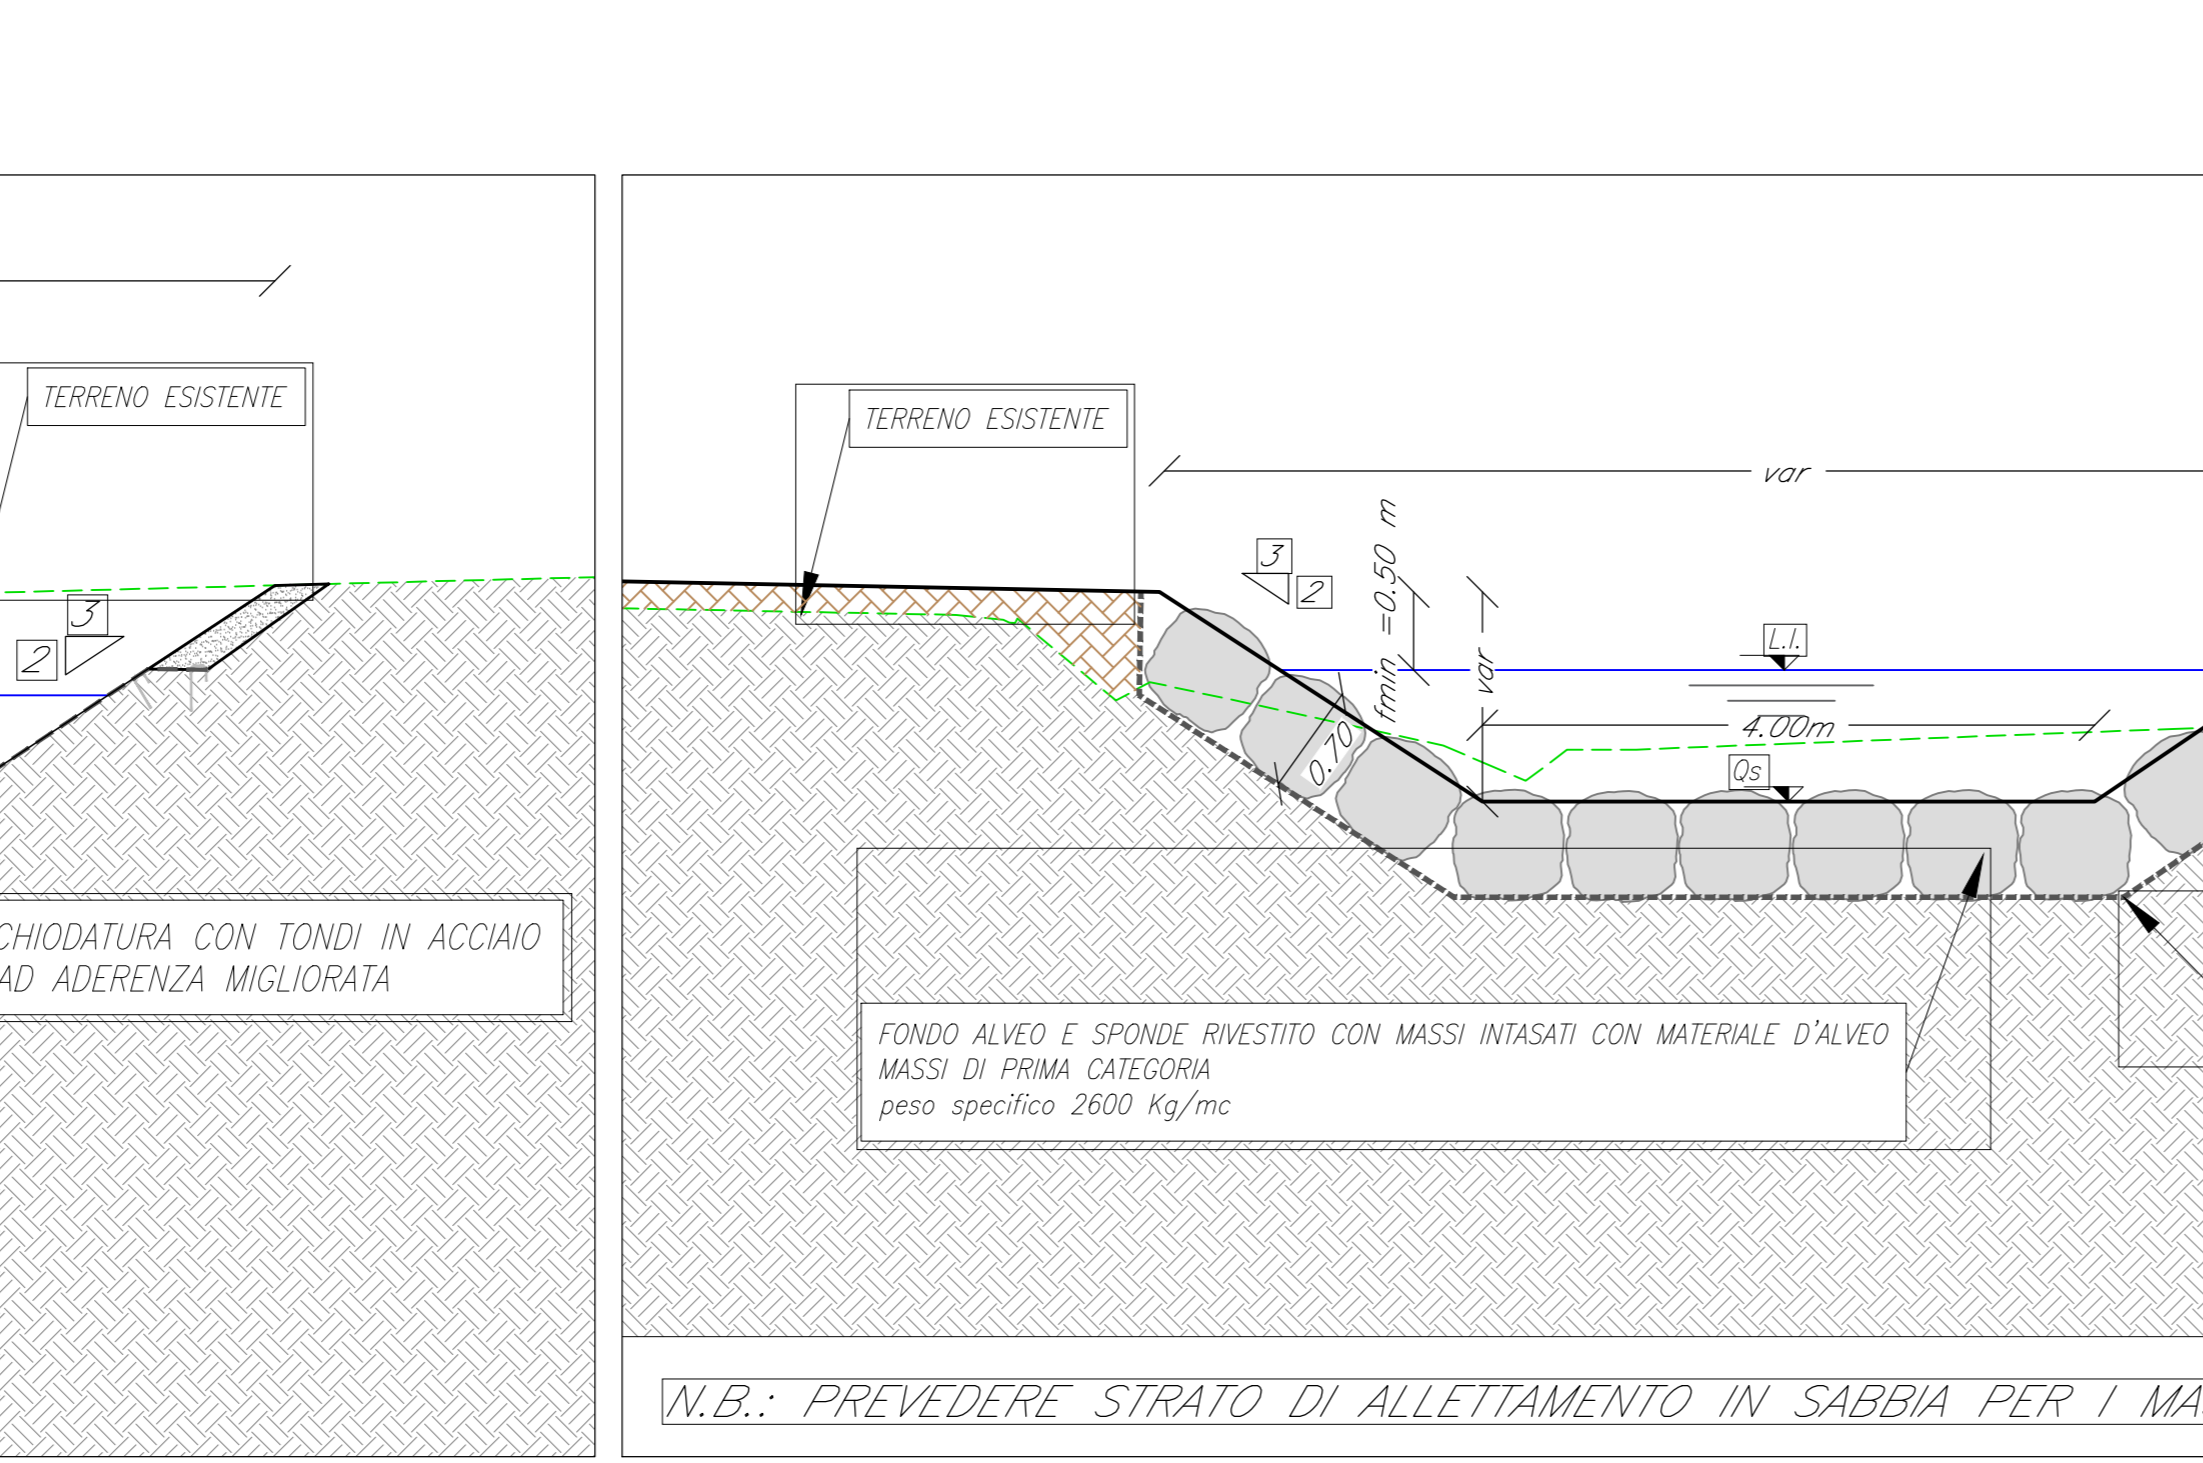 TERRENO ESISTENTE
3
2
CHIODATURA CON TONDI IN ACCIAIO
AD ADERENZA MIGLIORATA
TERRENO ESISTENTE
var
3
2
fmin =0.50 m
var
L.l.
4.00m
0.70
Qs
FONDO ALVEO E SPONDE RIVESTITO CON MASSI INTASATI CON MATERIALE D'ALVEO
MASSI DI PRIMA CATEGORIA
peso specifico 2600 Kg/mc
N.B.: PREVEDERE STRATO DI ALLETTAMENTO IN SABBIA PER I